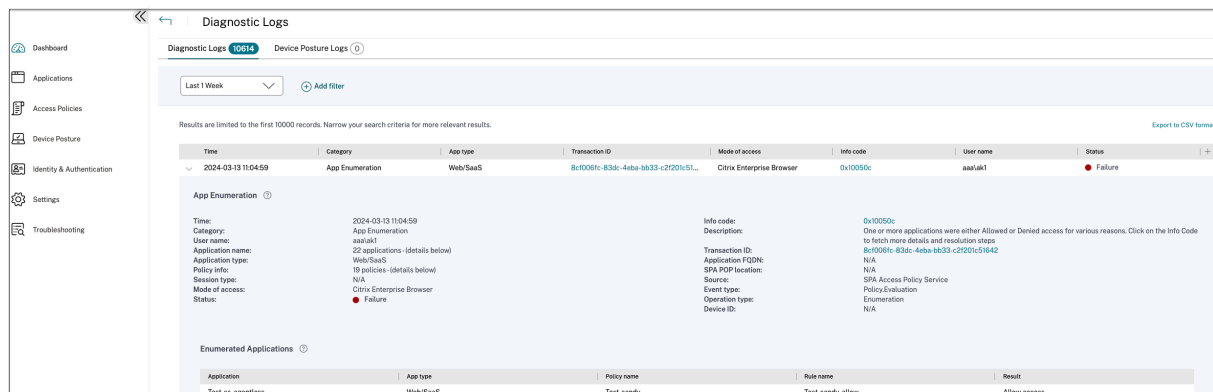 Diagnostic Logs
Dashboard
Applications
Access Policies
Device Posture
Identity & Authentication
Settings
Troubleshooting
Diagnostic Logs 10614 Device Posture Logs 0
Last 1 Week Add filter
Results are limited to the first 10000 records. Narrow your search criteria for more relevant results. Export to CSV forma
Time Category App type Transaction ID Mode of access Info code User name Status
2024-03-13 11:04:59 App Enumeration Web/SaaS 8cf006fc-83dc-4eba-bb33-c2f201c51... Citrix Enterprise Browser 0x10050c aaa\ak1 Failure
App Enumeration
Time: 2024-03-13 11:04:59
Category: App Enumeration
User name: aaa\ak1
Application name: 22 applications - (details below)
Application type: Web/SaaS
Policy info: 19 policies - (details below)
Session type: N/A
Mode of access: Citrix Enterprise Browser
Status: Failure
Info code: 0x10050c
Description: One or more applications were either Allowed or Denied access for various reasons. Click on the Info Code
to fetch more details and resolution steps
Transaction ID: 8cf006fc-83dc-4eba-bb33-c2f201c51642
Application FQDN: N/A
SPA POP location: N/A
Source: SPA Access Policy Service
Event type: Policy.Evaluation
Operation type: Enumeration
Device ID: N/A
Enumerated Applications
Application App type Policy name Rule name Result